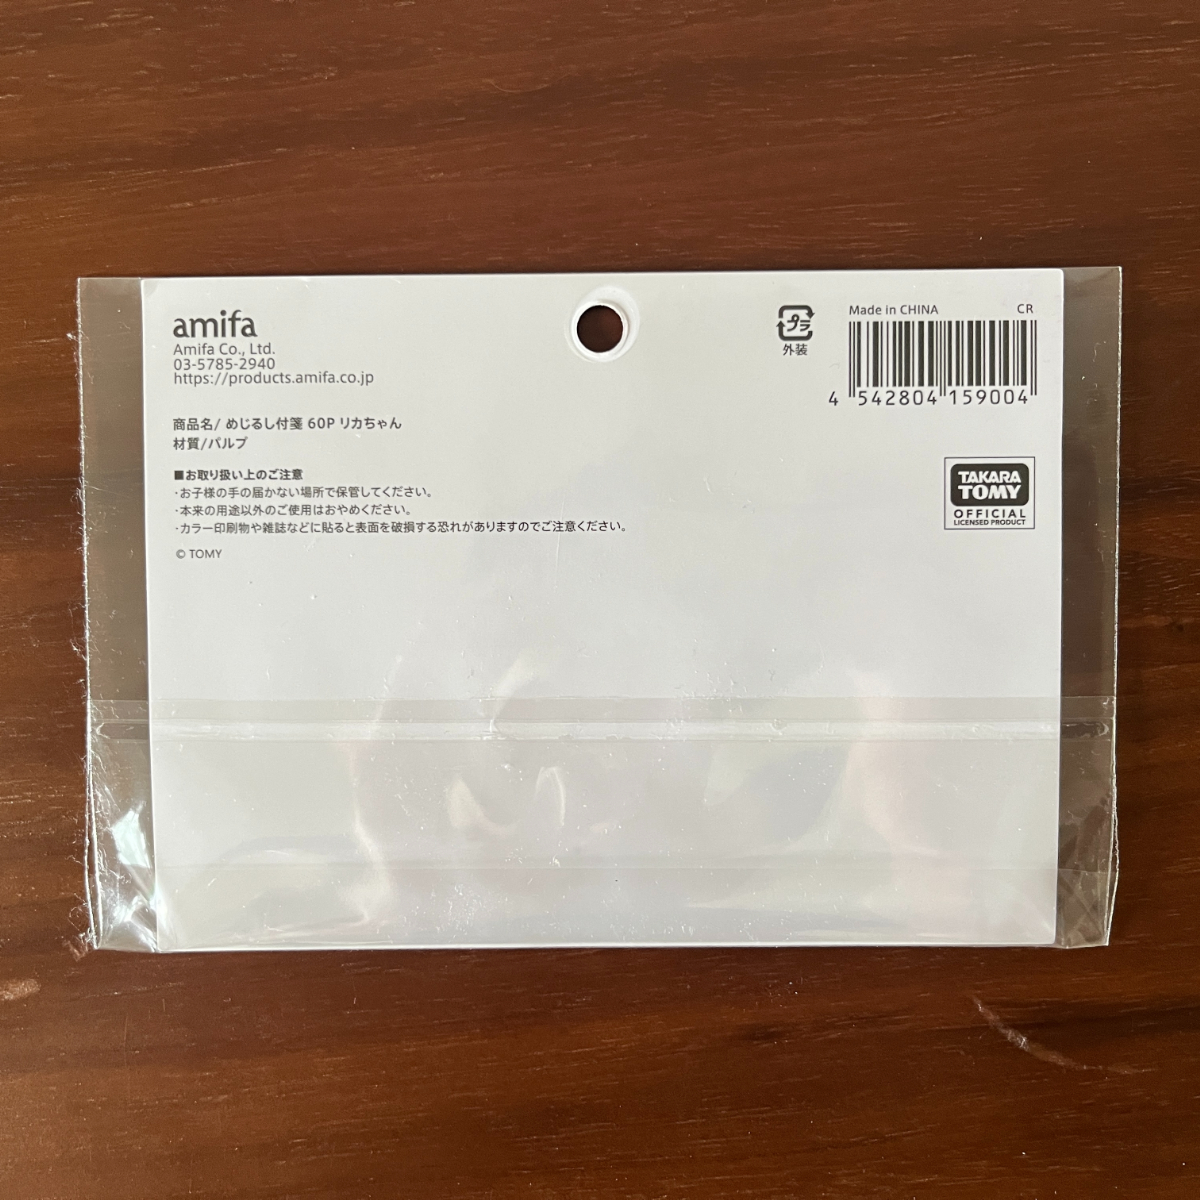 amifa
Amifa Co., Ltd.
03-5785-2940
https://products.amifa.co.jp
商品名/ めじるし付箋 60P リカちゃん
材質/パルプ
■お取り扱い上のご注意
・お子様の手の届かない場所で保管してください。
・本来の用途以外のご使用はおやめください。
・カラー印刷物や雑誌などに貼ると表面を破損する恐れがありますのでご注意ください。
© TOMY
プラ
外装
Made in CHINA CR
4 542804 159004
TAKARA
TOMY
OFFICIAL
LICENSED PRODUCT